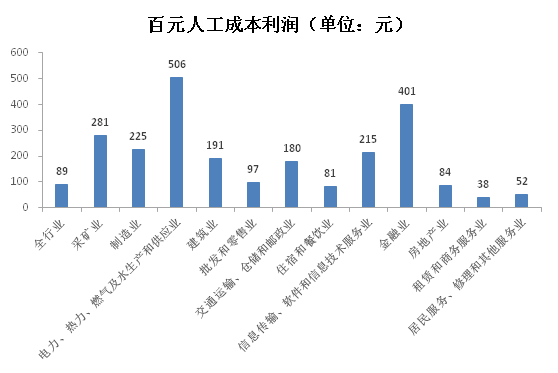 百元人工成本利润（单位：元）
600
500
400
300
200
100
0
89
281
225
506
191
97
180
81
215
401
84
38
52
全行业
采矿业
制造业
电力、热力、燃气及水生产和供应业
建筑业
批发和零售业
交通运输、仓储和邮政业
住宿和餐饮业
信息传输、软件和信息技术服务业
金融业
房地产业
租赁和商务服务业
居民服务、修理和其他服务业